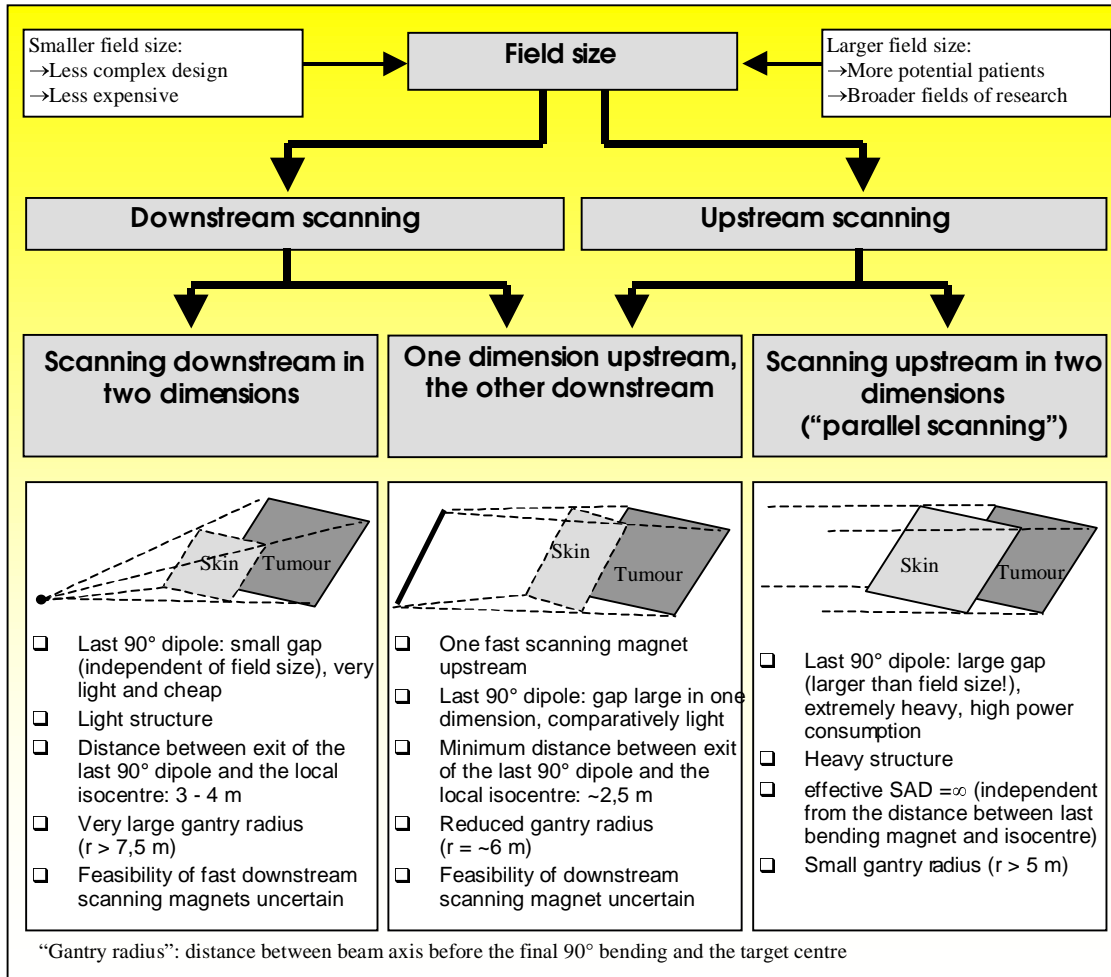 Smaller field size:
→Less complex design
→Less expensive
Field size
Larger field size:
→More potential patients
→Broader fields of research
Downstream scanning
Upstream scanning
Scanning downstream in
two dimensions
One dimension upstream,
the other downstream
Scanning upstream in two
dimensions
(“parallel scanning”)
Skin
Tumour
❑ Last 90° dipole: small gap
(independent of field size), very
light and cheap
❑ Light structure
❑ Distance between exit of the
last 90° dipole and the local
isocentre: 3 - 4 m
❑ Very large gantry radius
(r > 7,5 m)
❑ Feasibility of fast downstream
scanning magnets uncertain
Skin
Tumour
❑ One fast scanning magnet
upstream
❑ Last 90° dipole: gap large in one
dimension, comparatively light
❑ Minimum distance between exit
of the last 90° dipole and the
local isocentre: ~2,5 m
❑ Reduced gantry radius
(r = ~6 m)
❑ Feasibility of downstream
scanning magnet uncertain
Skin
Tumour
❑ Last 90° dipole: large gap
(larger than field size!),
extremely heavy, high power
consumption
❑ Heavy structure
❑ effective SAD =∞ (independent
from the distance between last
bending magnet and isocentre)
❑ Small gantry radius (r > 5 m)
“Gantry radius”: distance between beam axis before the final 90° bending and the target centre